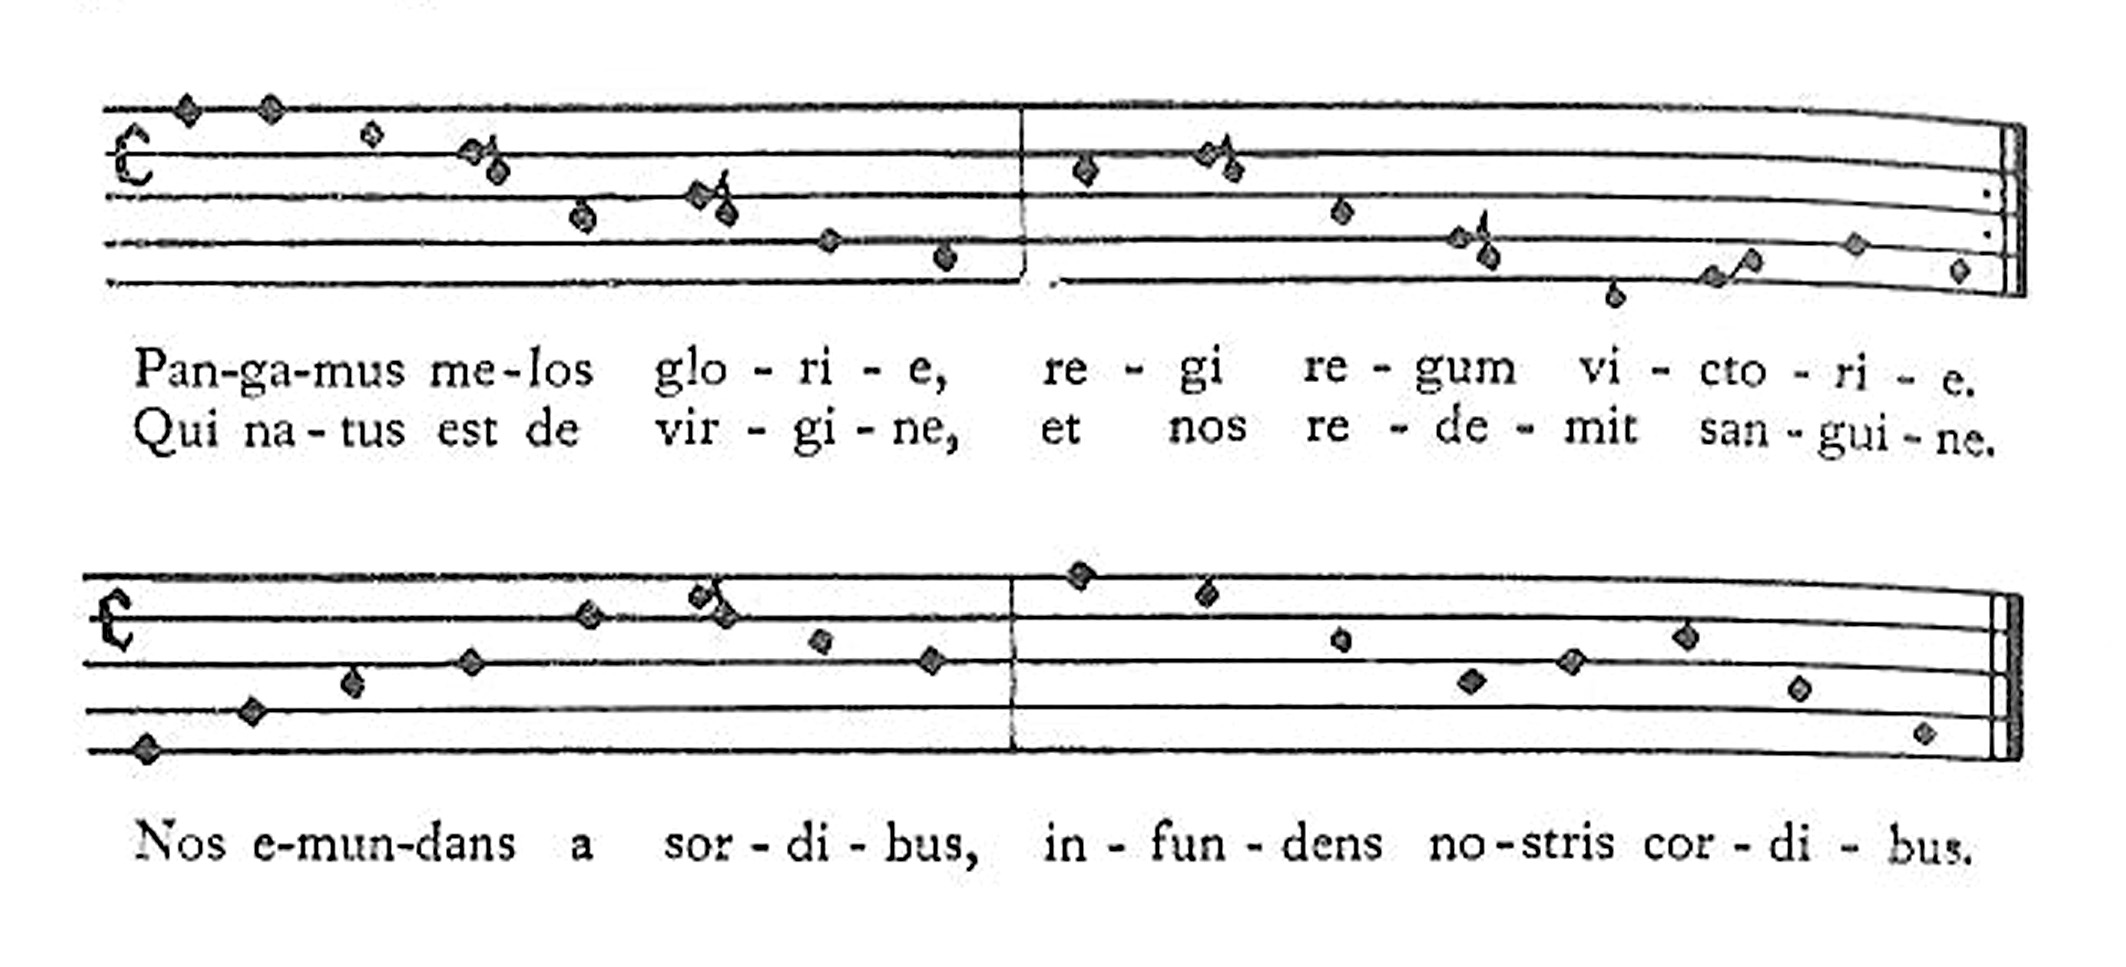 Pan-ga-mus me-los glo - ri - e, re - gi re - gum vi - cto - ri - e.
Qui na-tus est de vir - gi - ne, et nos re - de - mit san - gui - ne.
Nos e-mun-dans a sor - di - bus, in - fun - dens no-stris cor - di - bus.